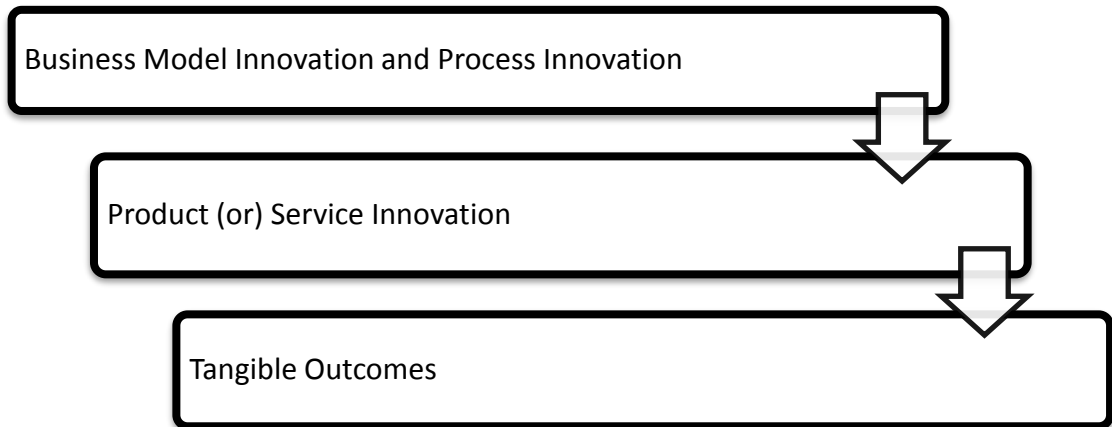 Business Model Innovation and Process Innovation
Product (or) Service Innovation
Tangible Outcomes